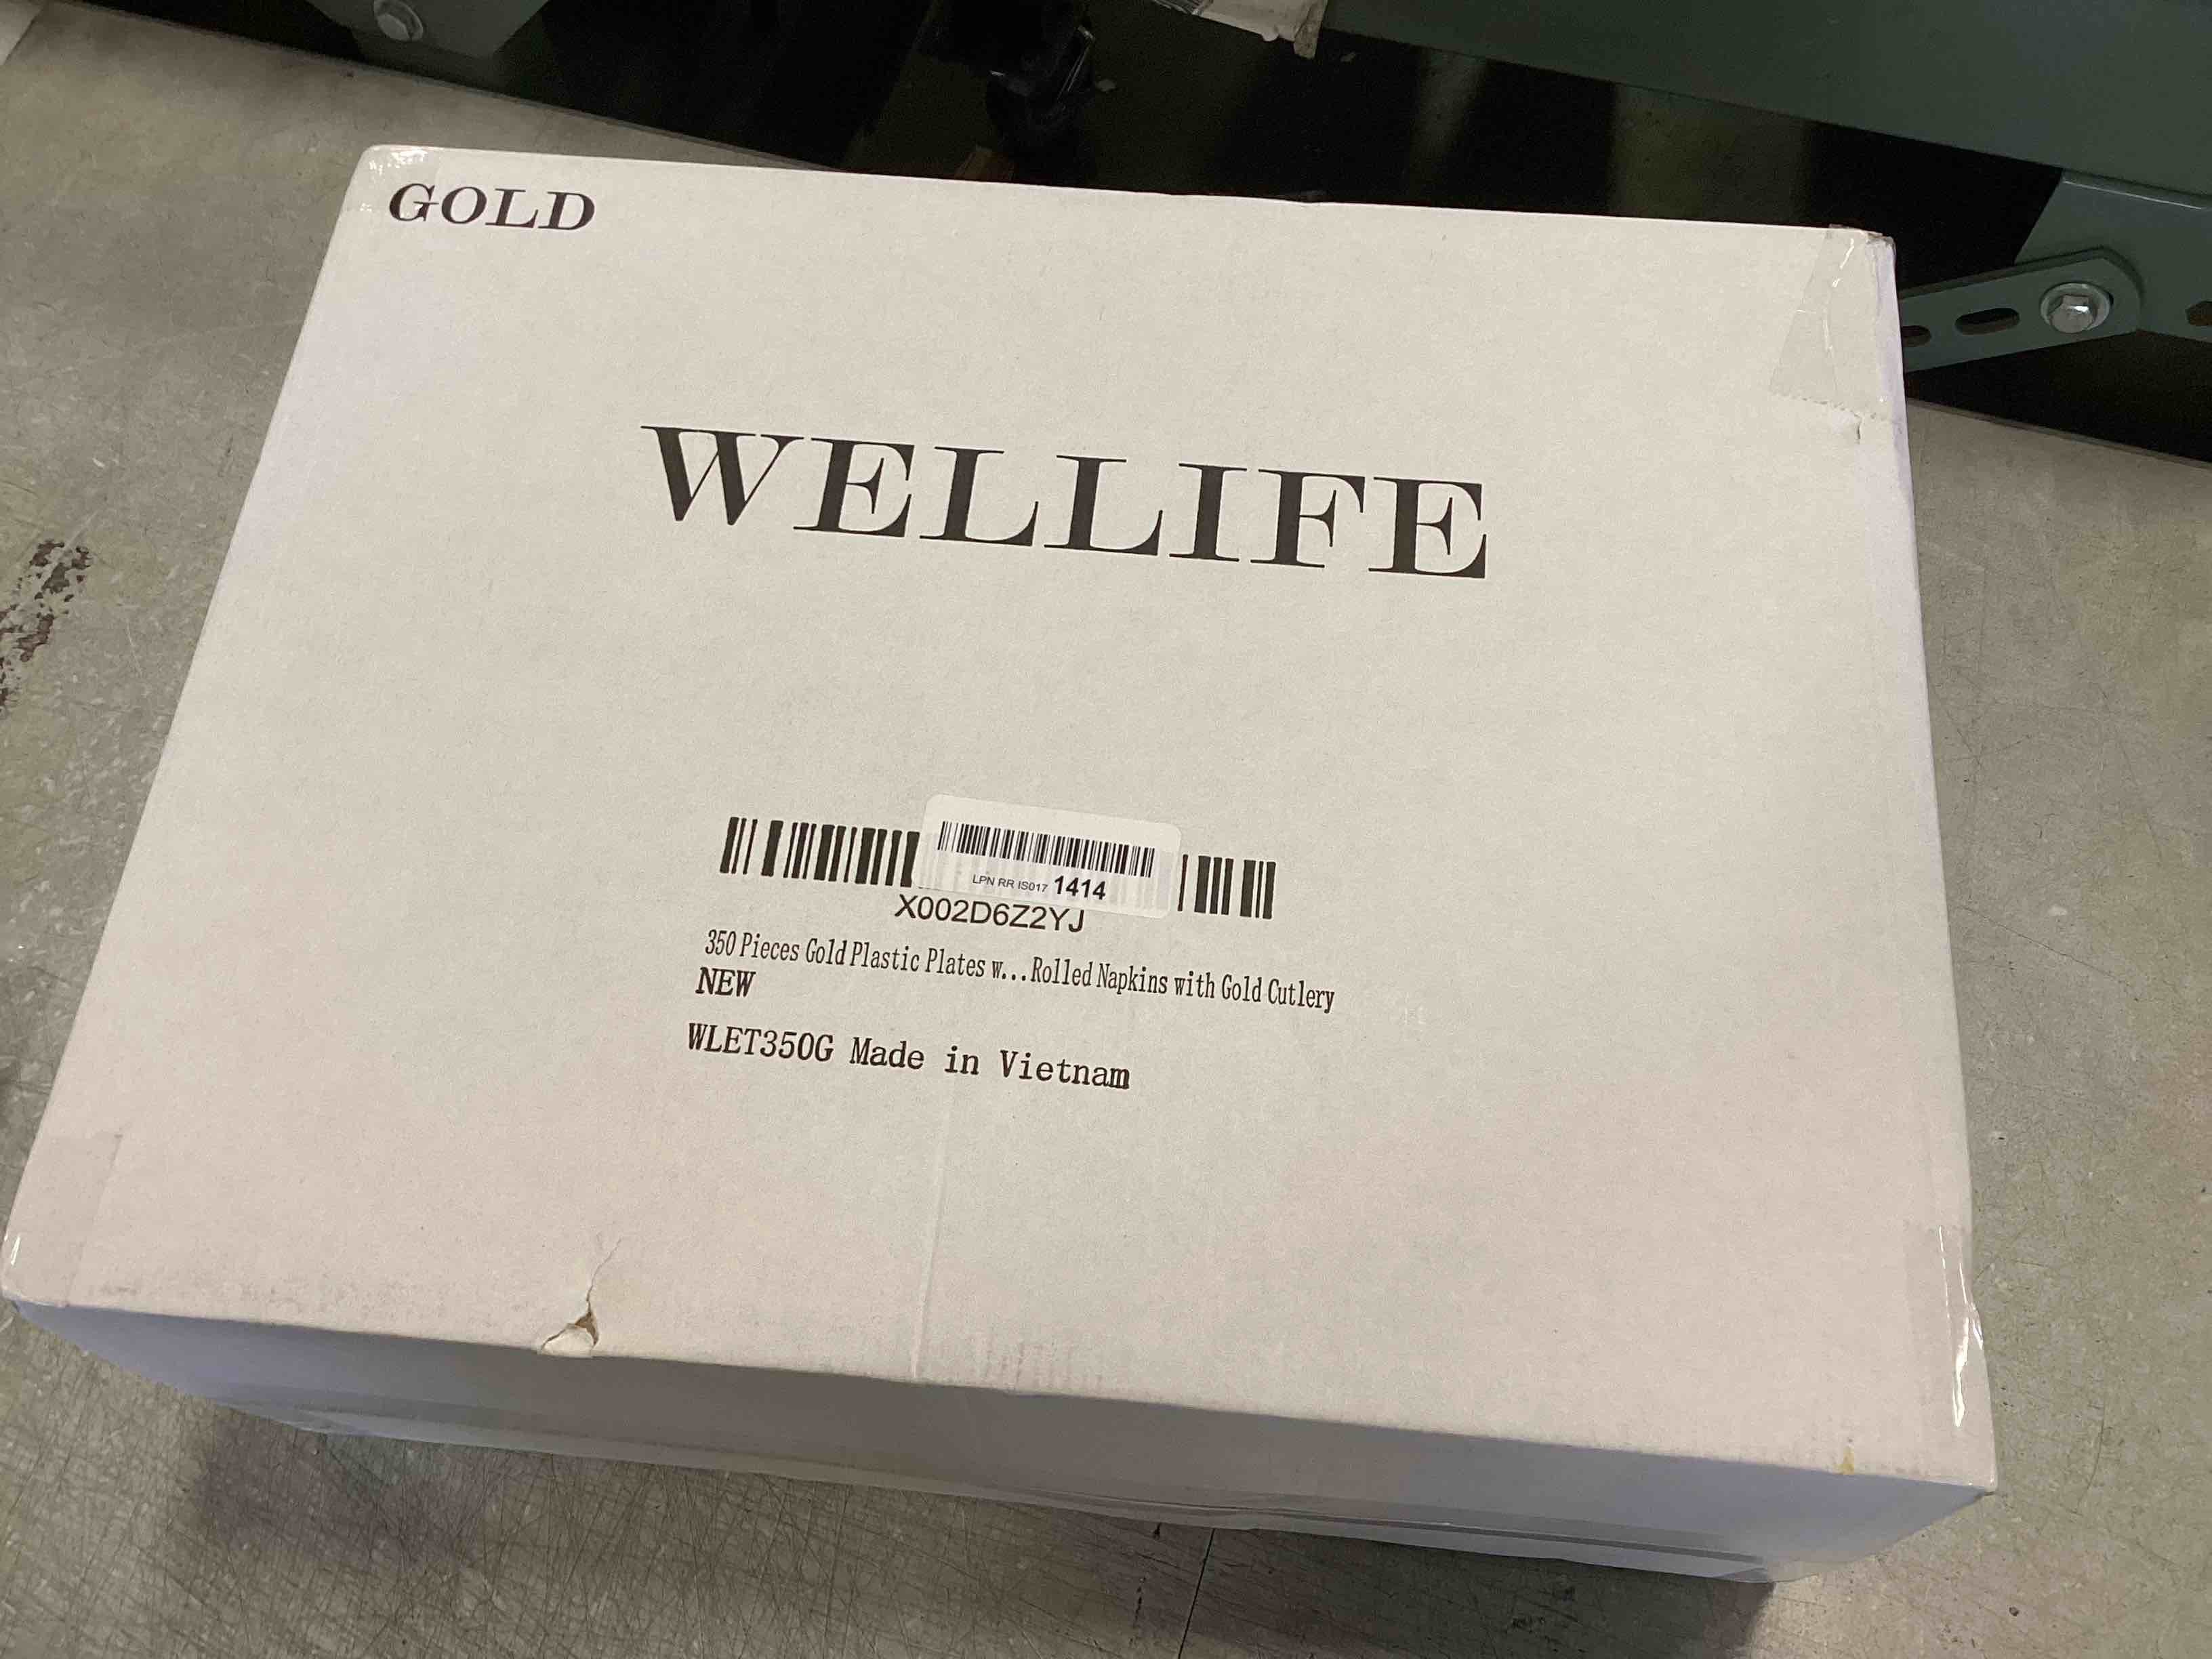 GOLD
WELLIFE
LPN RR IS017 1414
X002D6Z2YJ
350 Pieces Gold Plastic Plates w...Rolled Napkins with Gold Cutlery
NEW
WLET350G Made in Vietnam